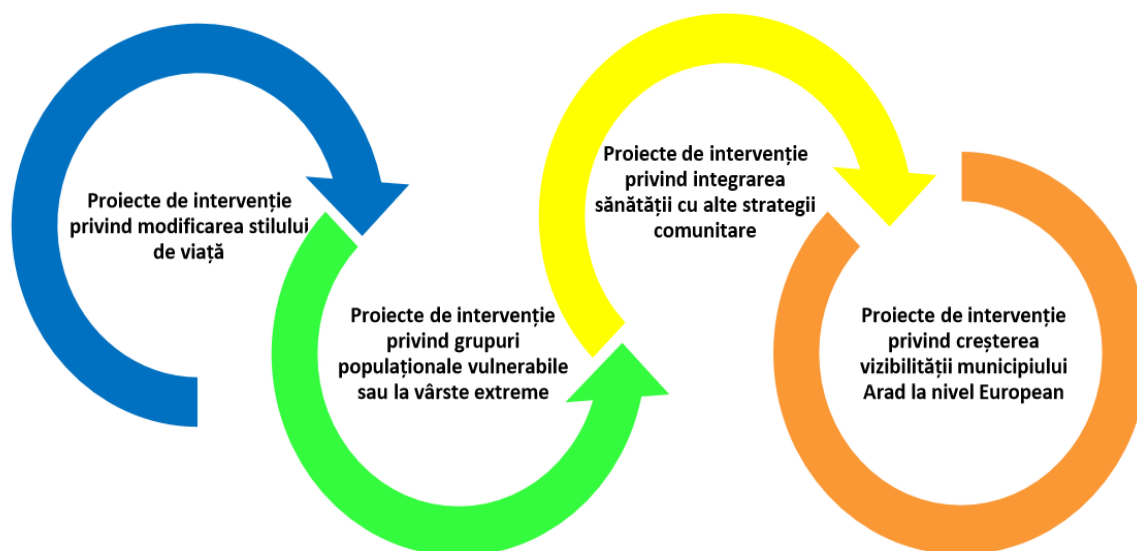 Proiecte de intervenție
privind modificarea stilului
de viață
Proiecte de intervenție
privind grupuri
populaționale vulnerabile
sau la vârste extreme
Proiecte de intervenție
privind integrarea
sănătății cu alte strategii
comunitare
Proiecte de intervenție
privind creșterea
vizibilității municipiului
Arad la nivel European